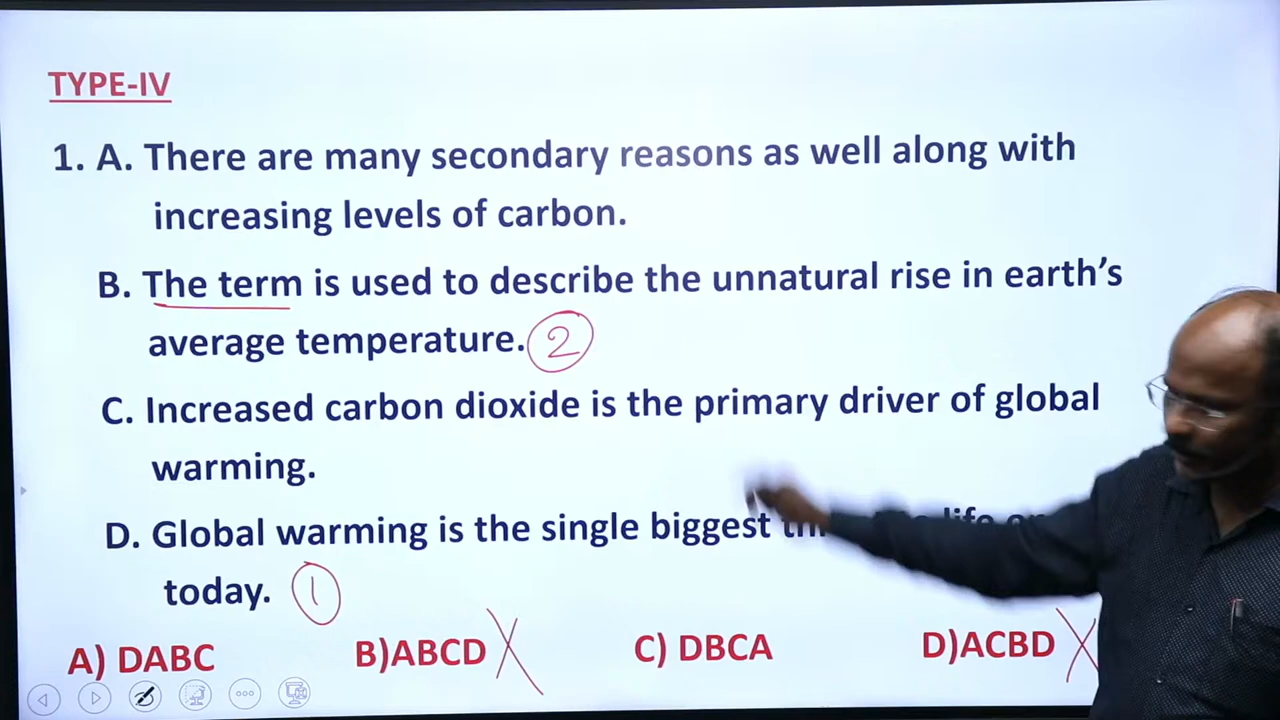 TYPE-IV
1. A. There are many secondary reasons as well along with
increasing levels of carbon.
B. The term is used to describe the unnatural rise in earth's
average temperature. 2
C. Increased carbon dioxide is the primary driver of global
warming.
D. Global warming is the single biggest life
today. 1
A) DABC B)ABCD X C) DBCA D)ACBD X